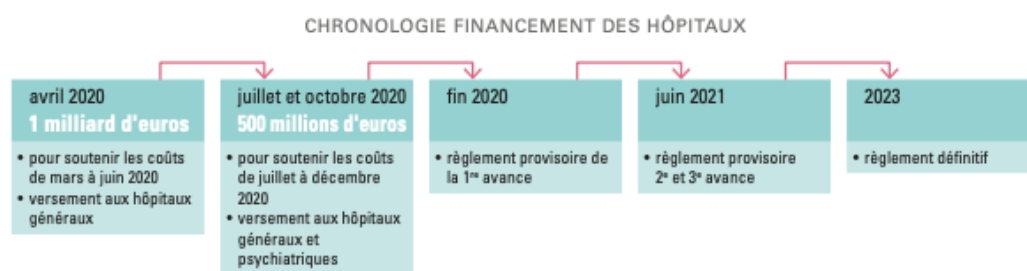 CHRONOLOGIE FINANCEMENT DES HÔPITAUX
avril 2020
1 milliard d'euros
• pour soutenir les coûts
de mars à juin 2020
• versement aux hôpitaux
généraux
juillet et octobre 2020
500 millions d'euros
• pour soutenir les coûts
de juillet à décembre
2020
• versement aux hôpitaux
généraux et
psychiatriques
fin 2020
• règlement provisoire de
la 1ʳᵉ avance
juin 2021
• règlement provisoire
2ᵉ et 3ᵉ avance
2023
• règlement définitif